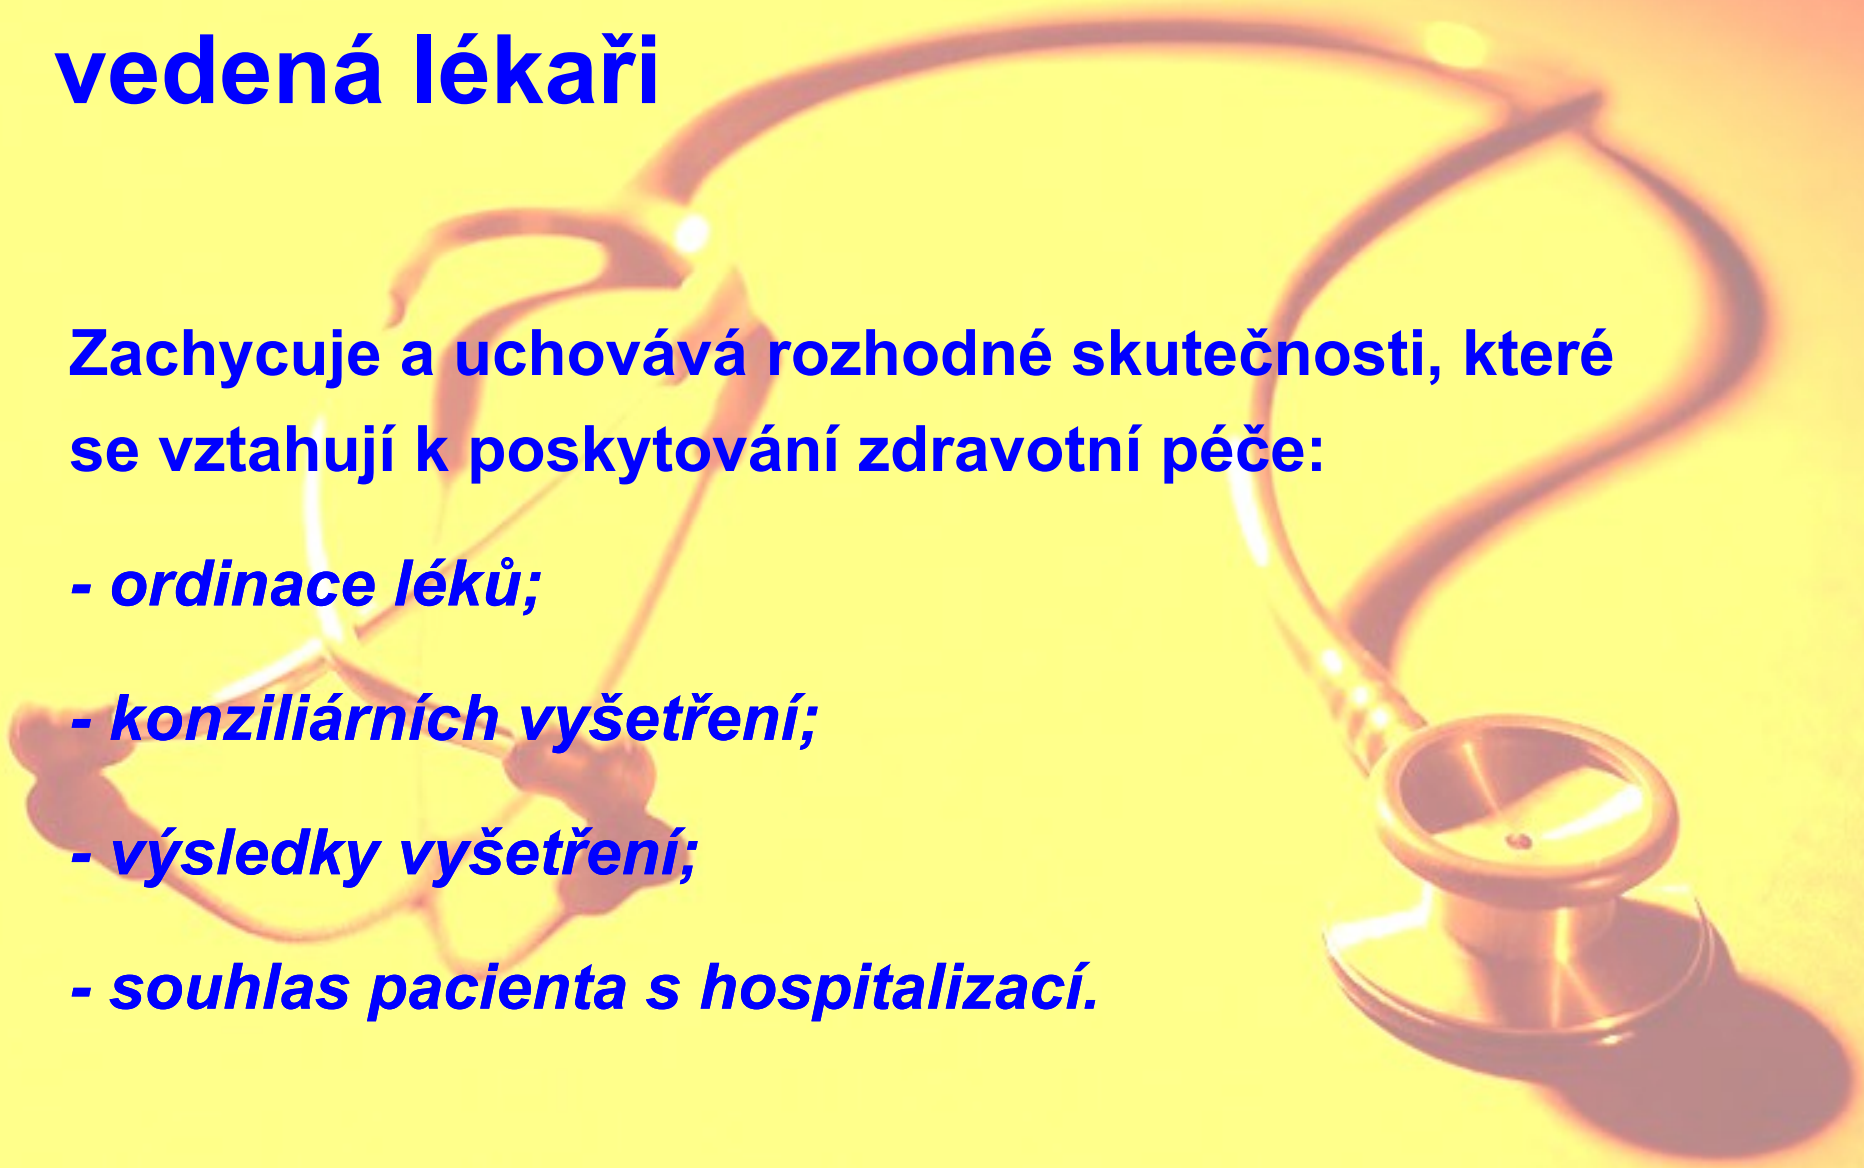 vedená lékaři
Zachycuje a uchovává rozhodné skutečnosti, které
se vztahují k poskytování zdravotní péče:
- ordinace léků;
- konziliárních vyšetření;
- výsledky vyšetření;
- souhlas pacienta s hospitalizací.